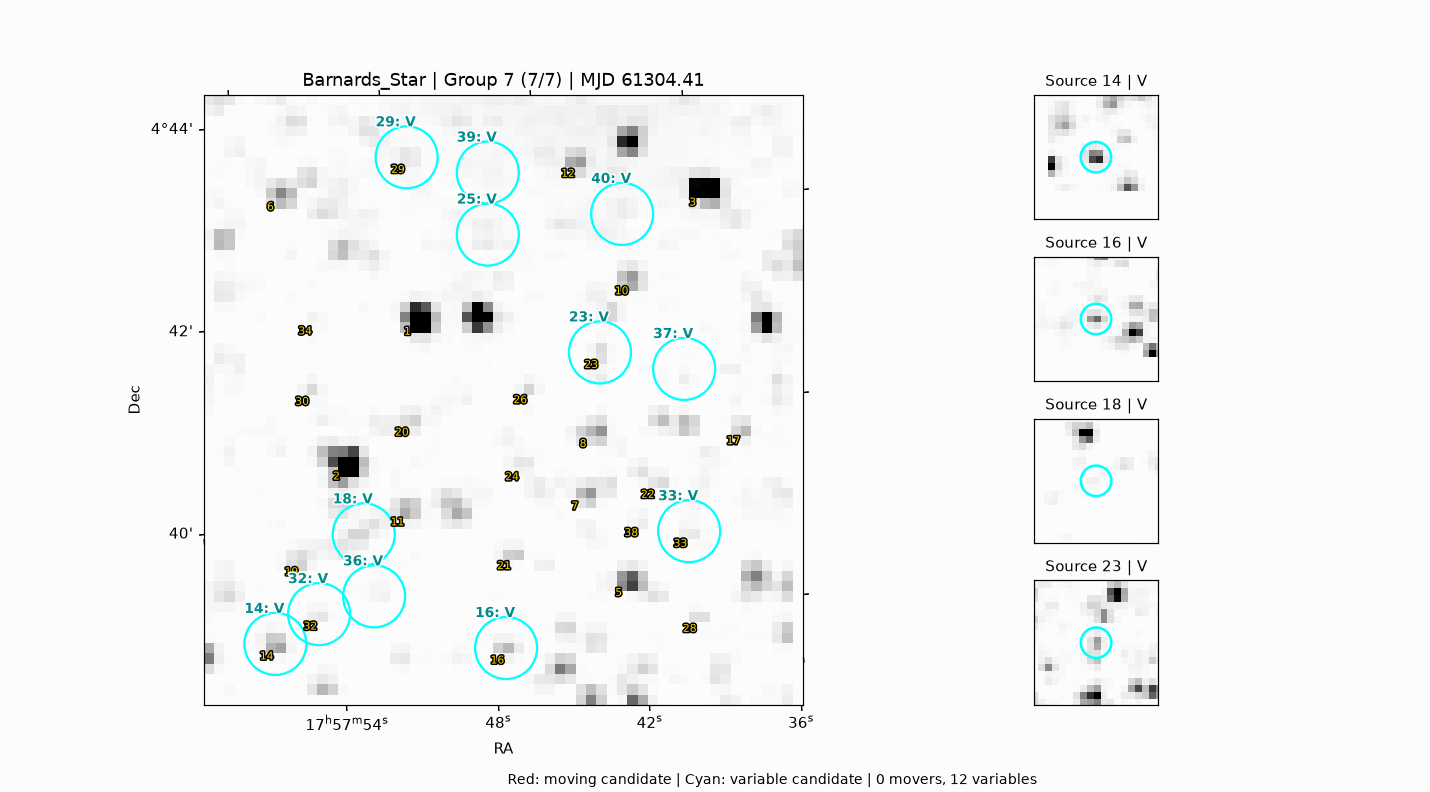 Barnards_Star | Group 7 (7/7) | MJD 61304.41
Source 14 | V
4°44'
29: V
39: V
29
12
40: V
6
25: V
3
Source 16 | V
10
34
1
23: V
42'
37: V
23
30
26
Dec
20
8
17
Source 18 | V
2
24
18: V
7
22
33: V
11
38
33
40'
21
36: V
19
32: V
Source 23 | V
5
14: V
16: V
32
28
14
16
17ʰ57ᵐ54ˢ
48ˢ
42ˢ
36ˢ
RA
Red: moving candidate | Cyan: variable candidate | 0 movers, 12 variables